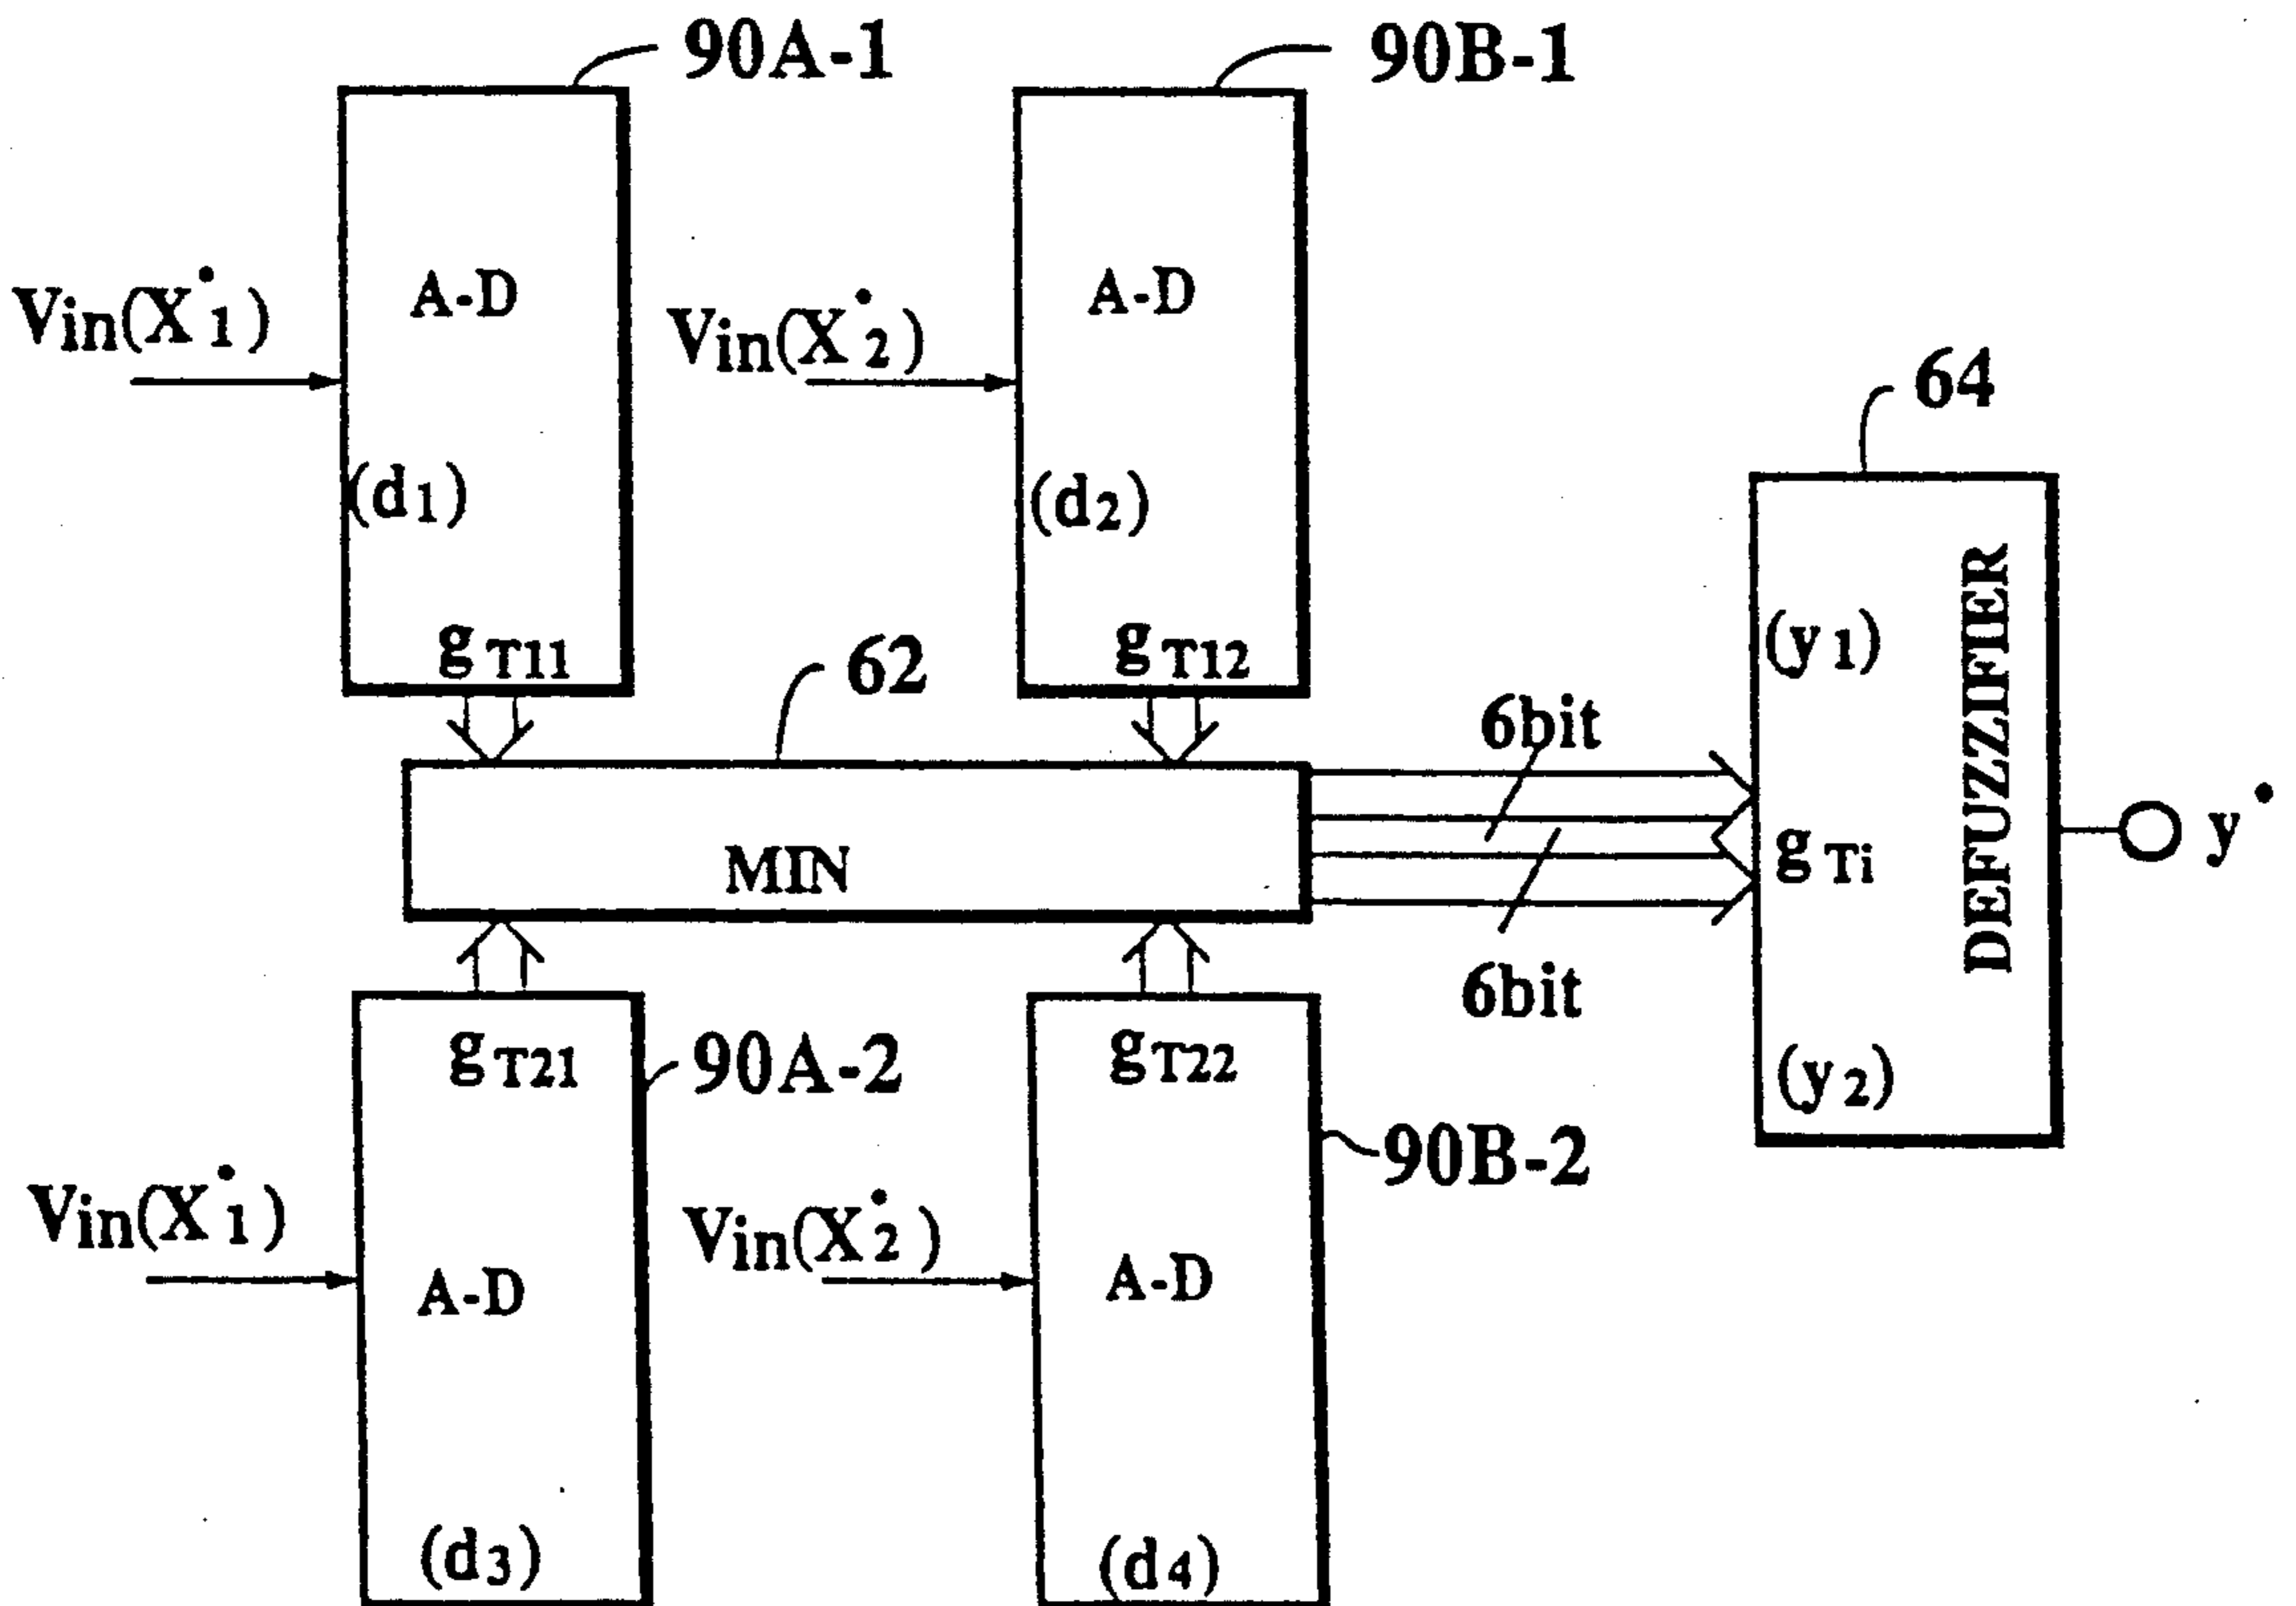 90A-1
90B-1
A-D
A-D
Vin(X•1)
Vin(X•2)
64
(d1)
(d2)
gT11
gT12
62
(y1)
6bit
DEFUZZIFIER
MIN
gTi
y•
6bit
gT21
90A-2
gT22
(y2)
90B-2
Vin(X•1)
Vin(X•2)
A-D
A-D
(d3)
(d4)